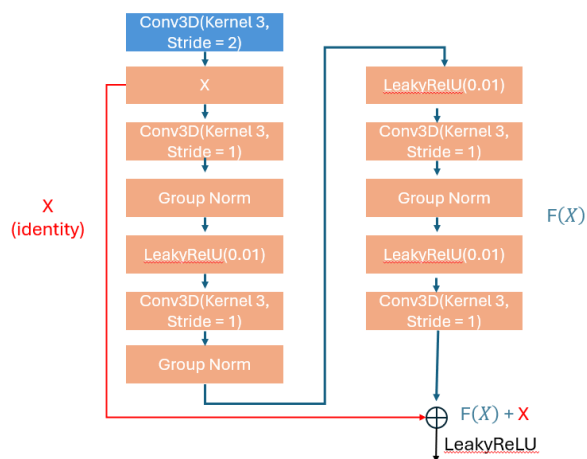 Conv3D(Kernel 3,
Stride = 2)
X
Conv3D(Kernel 3,
Stride = 1)
Group Norm
LeakyRelU(0.01)
Conv3D(Kernel 3,
Stride = 1)
Group Norm
X
(identity)
LeakyRelU(0.01)
Conv3D(Kernel 3,
Stride = 1)
Group Norm
LeakyRelU(0.01)
Conv3D(Kernel 3,
Stride = 1)
F(X)
F(X) + X
LeakyReLU